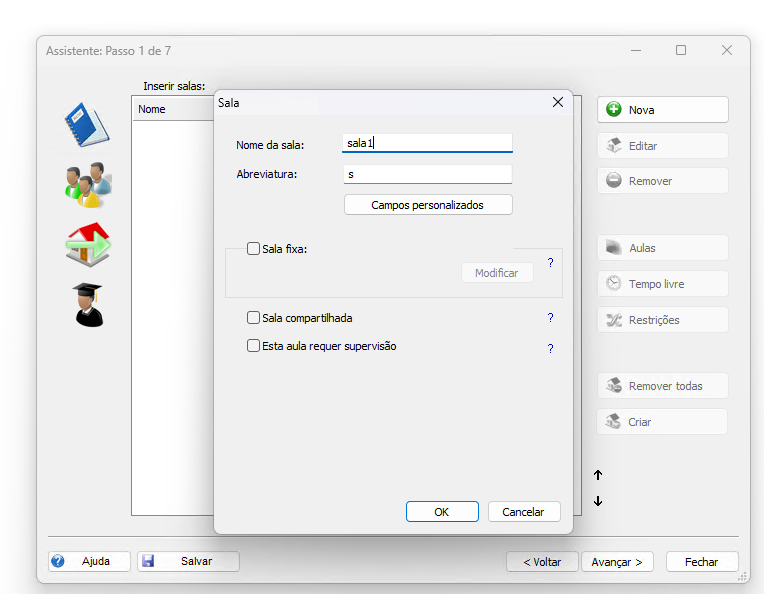 Assistente: Passo 1 de 7
Inserir salas:
Nome
Sala
Nome da sala:
sala1
Abreviatura:
s
Campos personalizados
Sala fixa:
?
Modificar
Sala compartilhada
?
Esta aula requer supervisão
?
OK
Cancelar
Nova
Editar
Remover
Aulas
Tempo livre
Restrições
Remover todas
Criar
? Ajuda
Salvar
< Voltar
Avançar >
Fechar